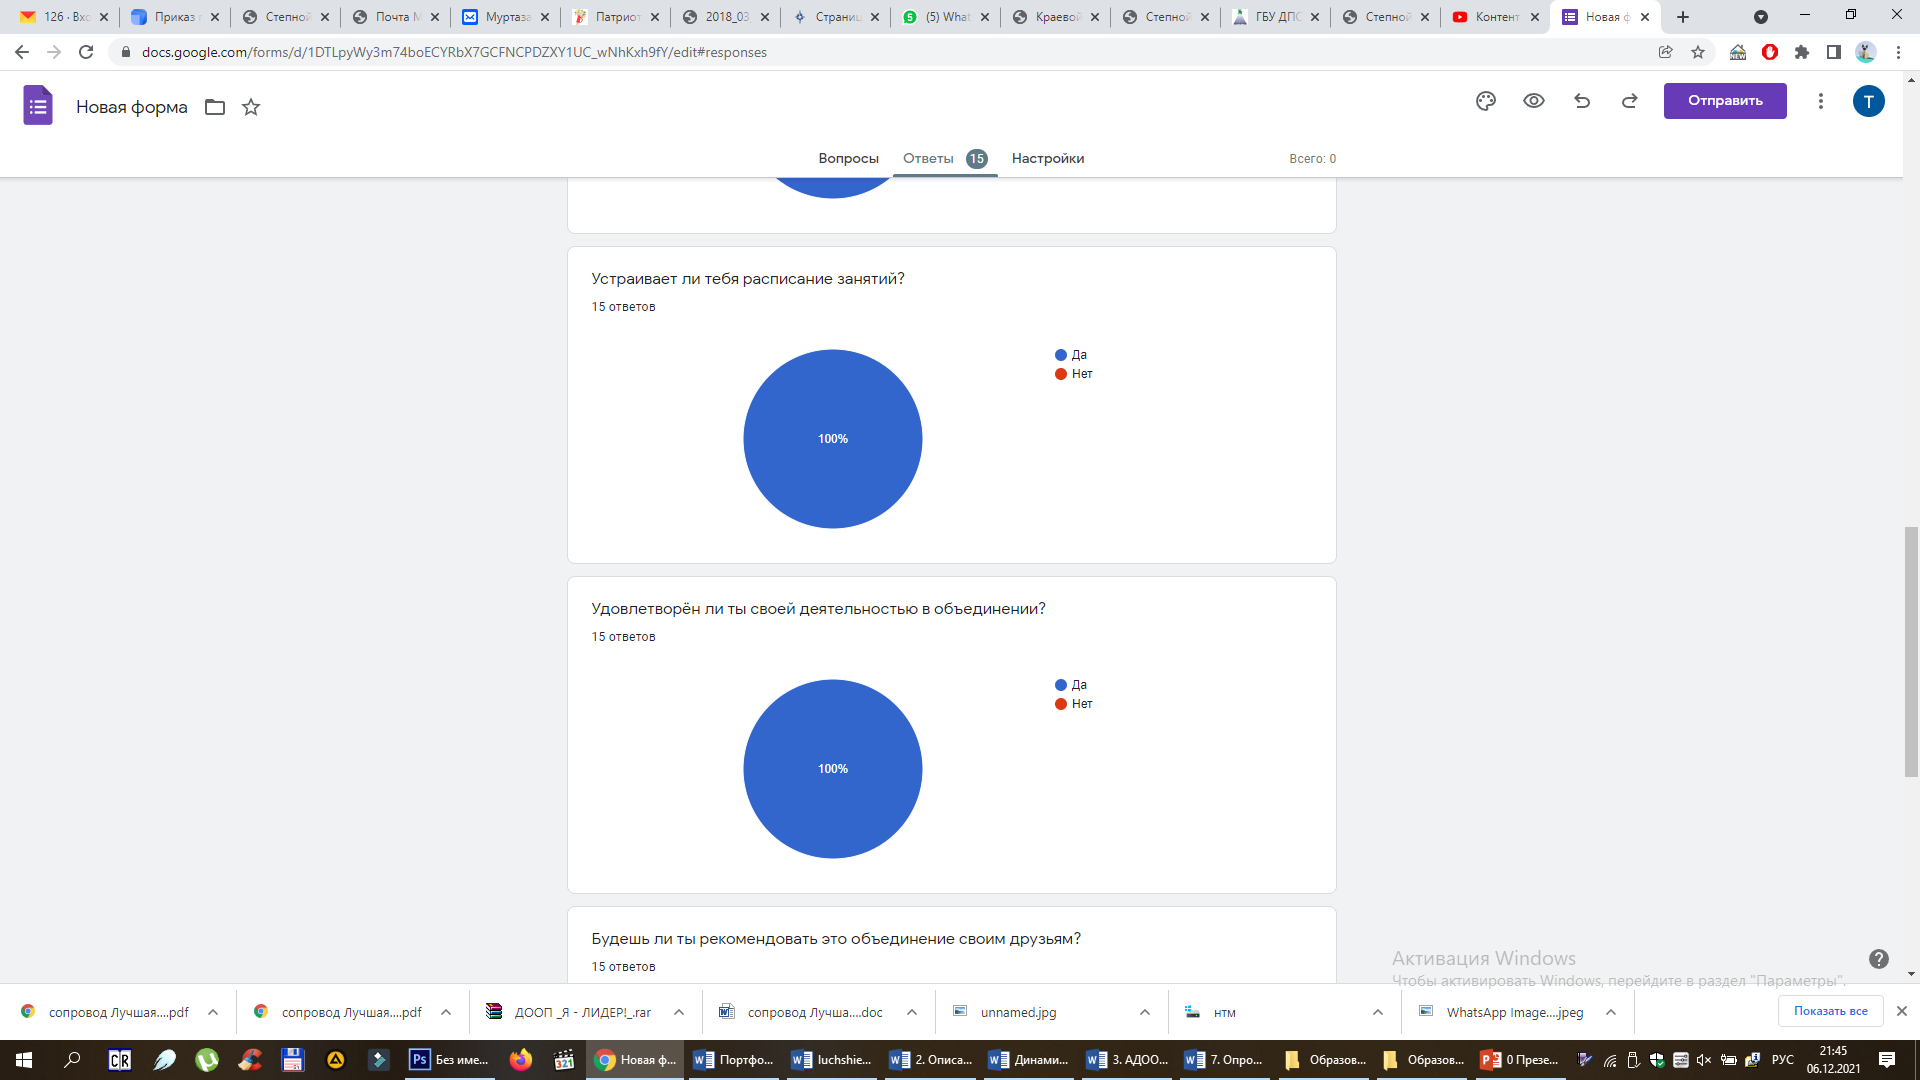 126 · Вхо
Приказ г
Степной
Почта М
Муртаза
Патриот
2018_03
Страниц
(5) What
Краевой
Степной
ГБУ ДПО
Степной
Контент
Новая ф
docs.google.com/forms/d/1DTLpyWy3m74boECYRbX7GCFNCPDZXY1UC_wNhKxh9fY/edit#responses
Новая форма
Отправить
T
Вопросы
Ответы 15
Настройки
Всего: 0
Устраивает ли тебя расписание занятий?
15 ответов
Да
Нет
100%
Удовлетворён ли ты своей деятельностью в объединении?
15 ответов
Да
Нет
100%
Будешь ли ты рекомендовать это объединение своим друзьям?
15 ответов
Активация Windows
Чтобы активировать Windows, перейдите в раздел "Параметры".
сопровод Лучшая....pdf
сопровод Лучшая....pdf
ДООП _Я - ЛИДЕР!_.rar
сопровод Лучша....doc
unnamed.jpg
нтм
WhatsApp Image....jpeg
Показать все
Без име...
Новая ф...
Портфо...
luchshie...
2. Описа...
Динами...
3. АДОО...
7. Опро...
Образов...
Образов...
0 Презе...
РУС
21:45
06.12.2021